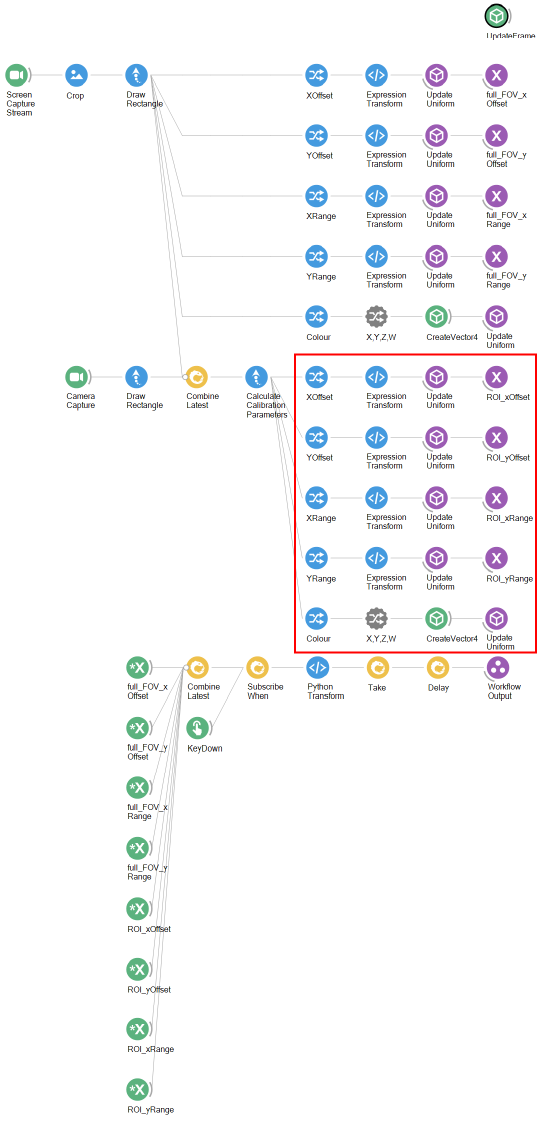 UpdateFrame
Screen
Capture
Stream
Crop
Draw
Rectangle
XOffset
Expression
Transform
Update
Uniform
full_FOV_x
Offset
YOffset
Expression
Transform
Update
Uniform
full_FOV_y
Offset
XRange
Expression
Transform
Update
Uniform
full_FOV_x
Range
YRange
Expression
Transform
Update
Uniform
full_FOV_y
Range
Colour
X,Y,Z,W
CreateVector4
Update
Uniform
Camera
Capture
Draw
Rectangle
Combine
Latest
Calculate
Calibration
Parameters
XOffset
Expression
Transform
Update
Uniform
ROI_xOffset
YOffset
Expression
Transform
Update
Uniform
ROI_yOffset
XRange
Expression
Transform
Update
Uniform
ROI_xRange
YRange
Expression
Transform
Update
Uniform
ROI_yRange
Colour
X,Y,Z,W
CreateVector4
Update
Uniform
full_FOV_x
Offset
Combine
Latest
Subscribe
When
Python
Transform
Take
Delay
Workflow
Output
full_FOV_y
Offset
KeyDown
full_FOV_x
Range
full_FOV_y
Range
ROI_xOffset
ROI_yOffset
ROI_xRange
ROI_yRange